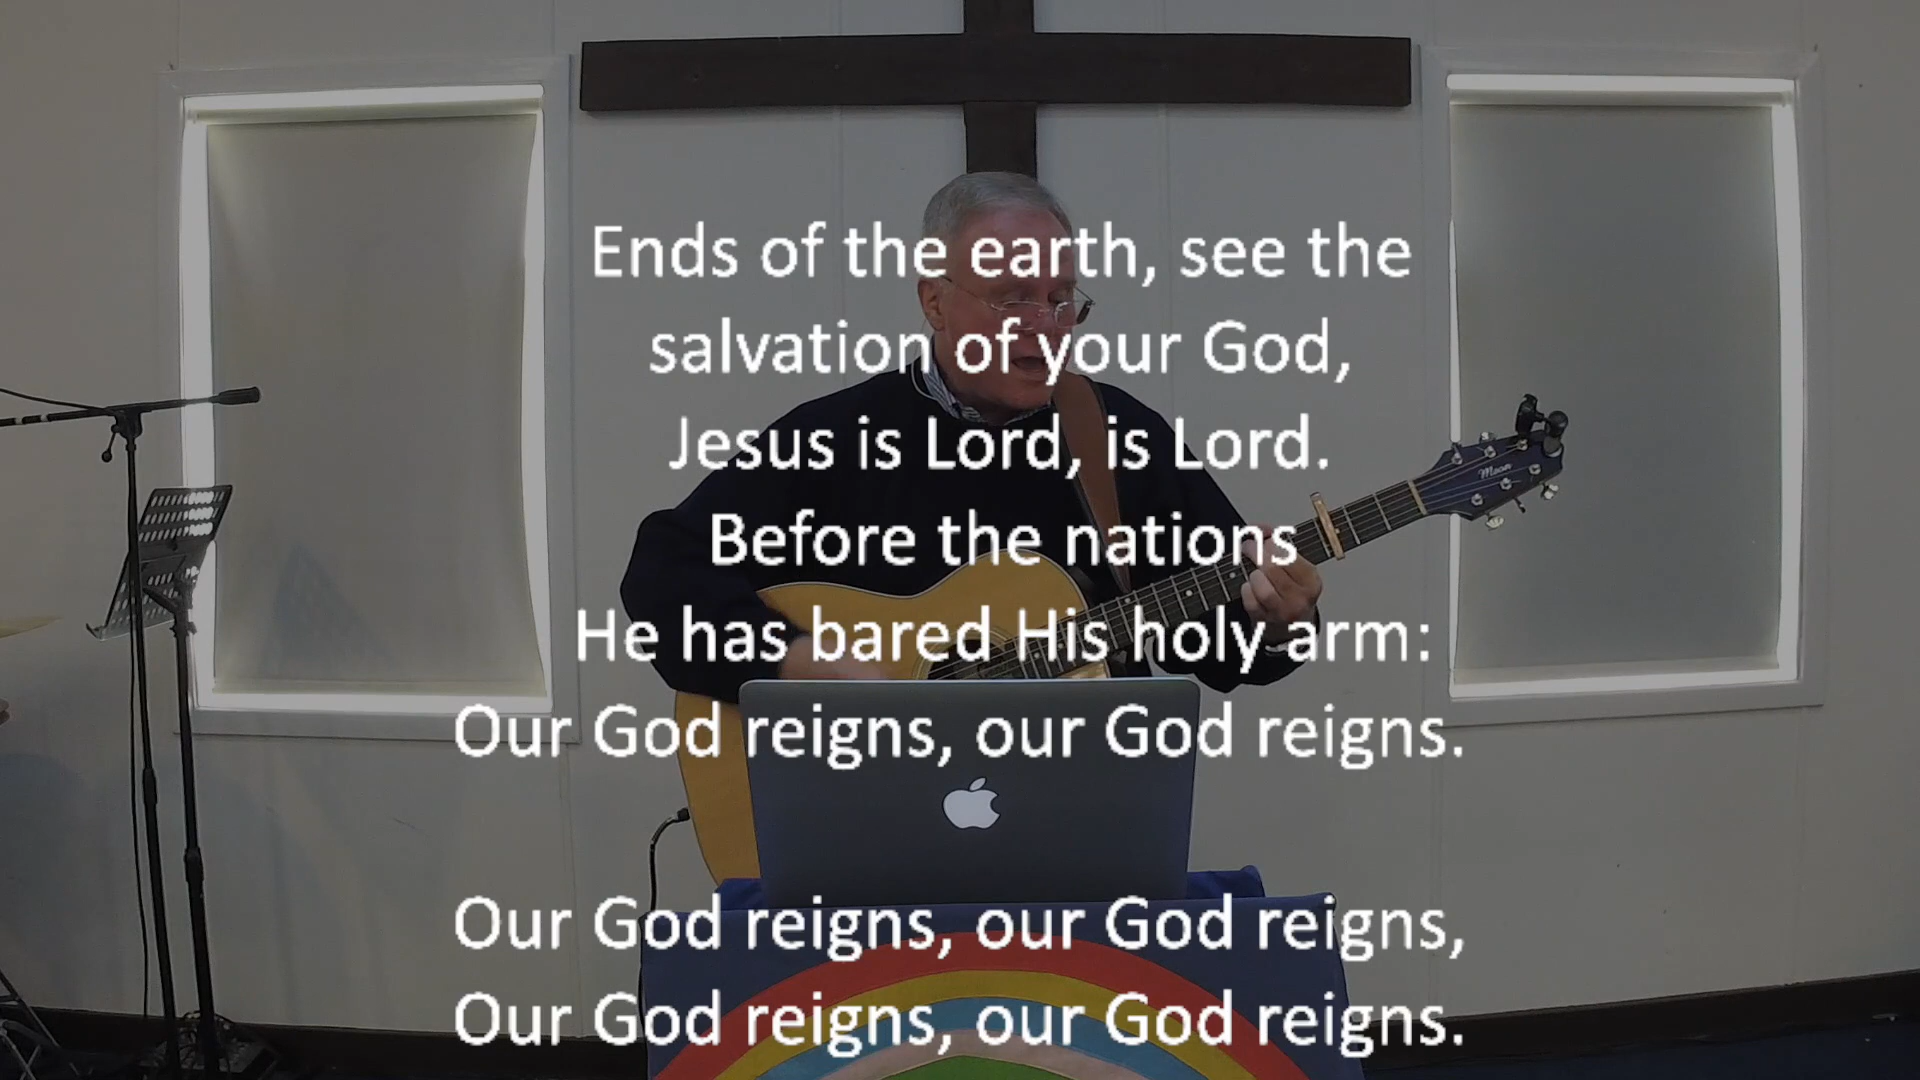 Ends of the earth, see the
salvation of your God,
Jesus is Lord, is Lord.
Before the nations
He has bared His holy arm:
Our God reigns, our God reigns.
Our God reigns, our God reigns,
Our God reigns, our God reigns.
Moon